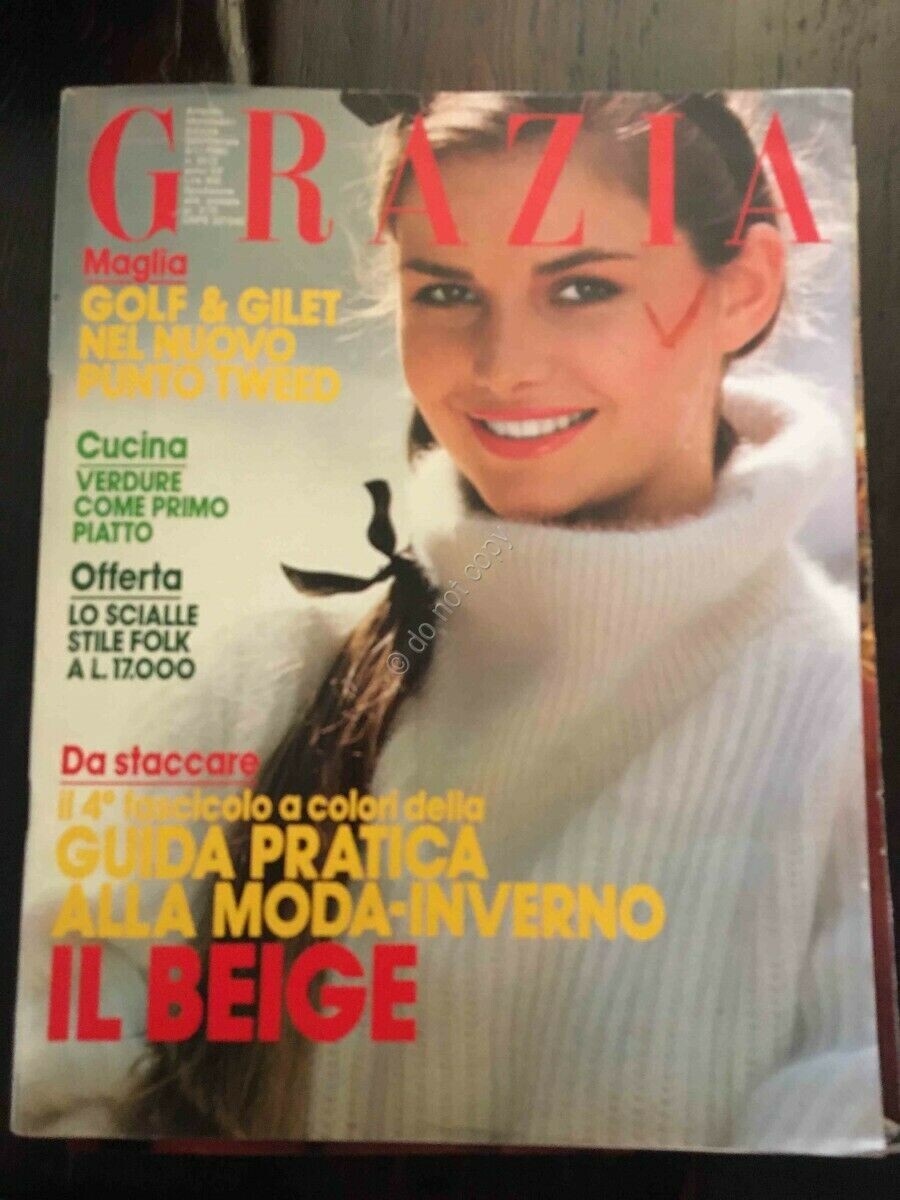 GRAZIA
Maglia
GOLF & GILET
NEL NUOVO
PUNTO TWEED
Cucina
VERDURE
COME PRIMO
PIATTO
Offerta
LO SCIALLE
STILE FOLK
A L. 17.000
© do not copy
Da staccare
il 4° fascicolo a colori della
GUIDA PRATICA
ALLA MODA-INVERNO
IL BEIGE